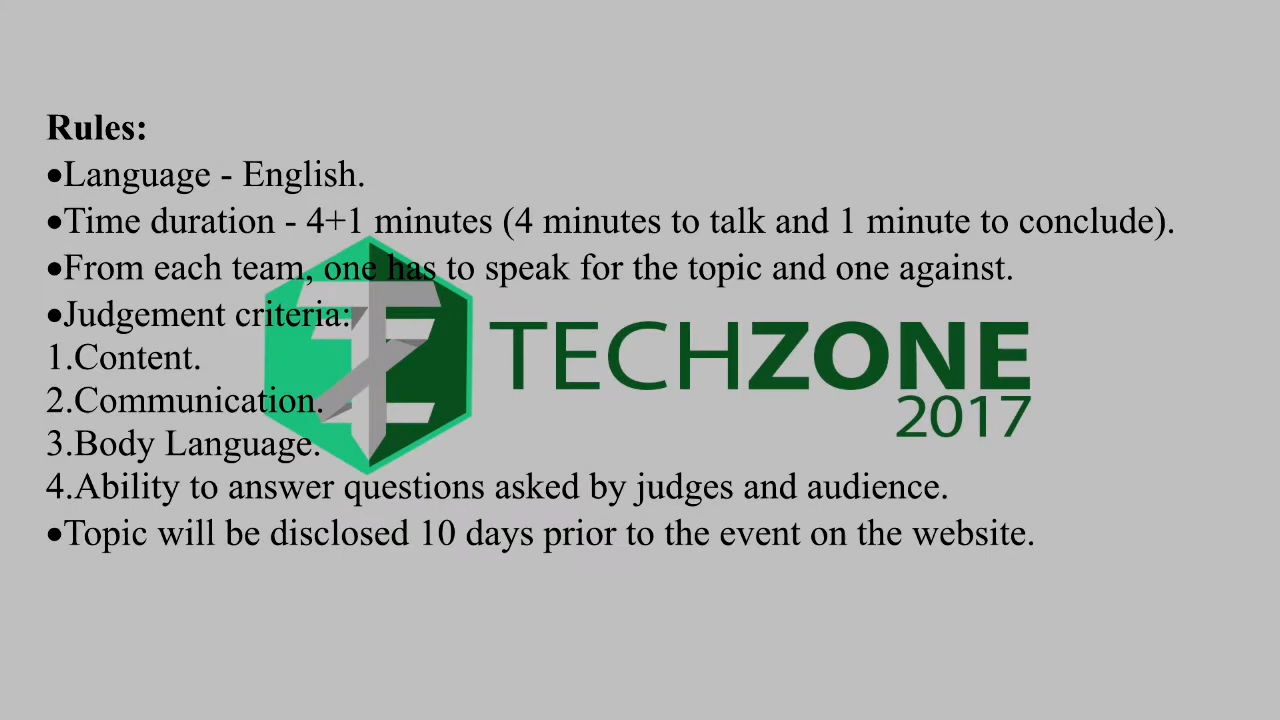 Rules:
•Language - English.
•Time duration - 4+1 minutes (4 minutes to talk and 1 minute to conclude).
•From each team, one has to speak for the topic and one against.
•Judgement criteria:
1.Content.
2.Communication.
3.Body Language.
4.Ability to answer questions asked by judges and audience.
•Topic will be disclosed 10 days prior to the event on the website.
TECHZONE
2017